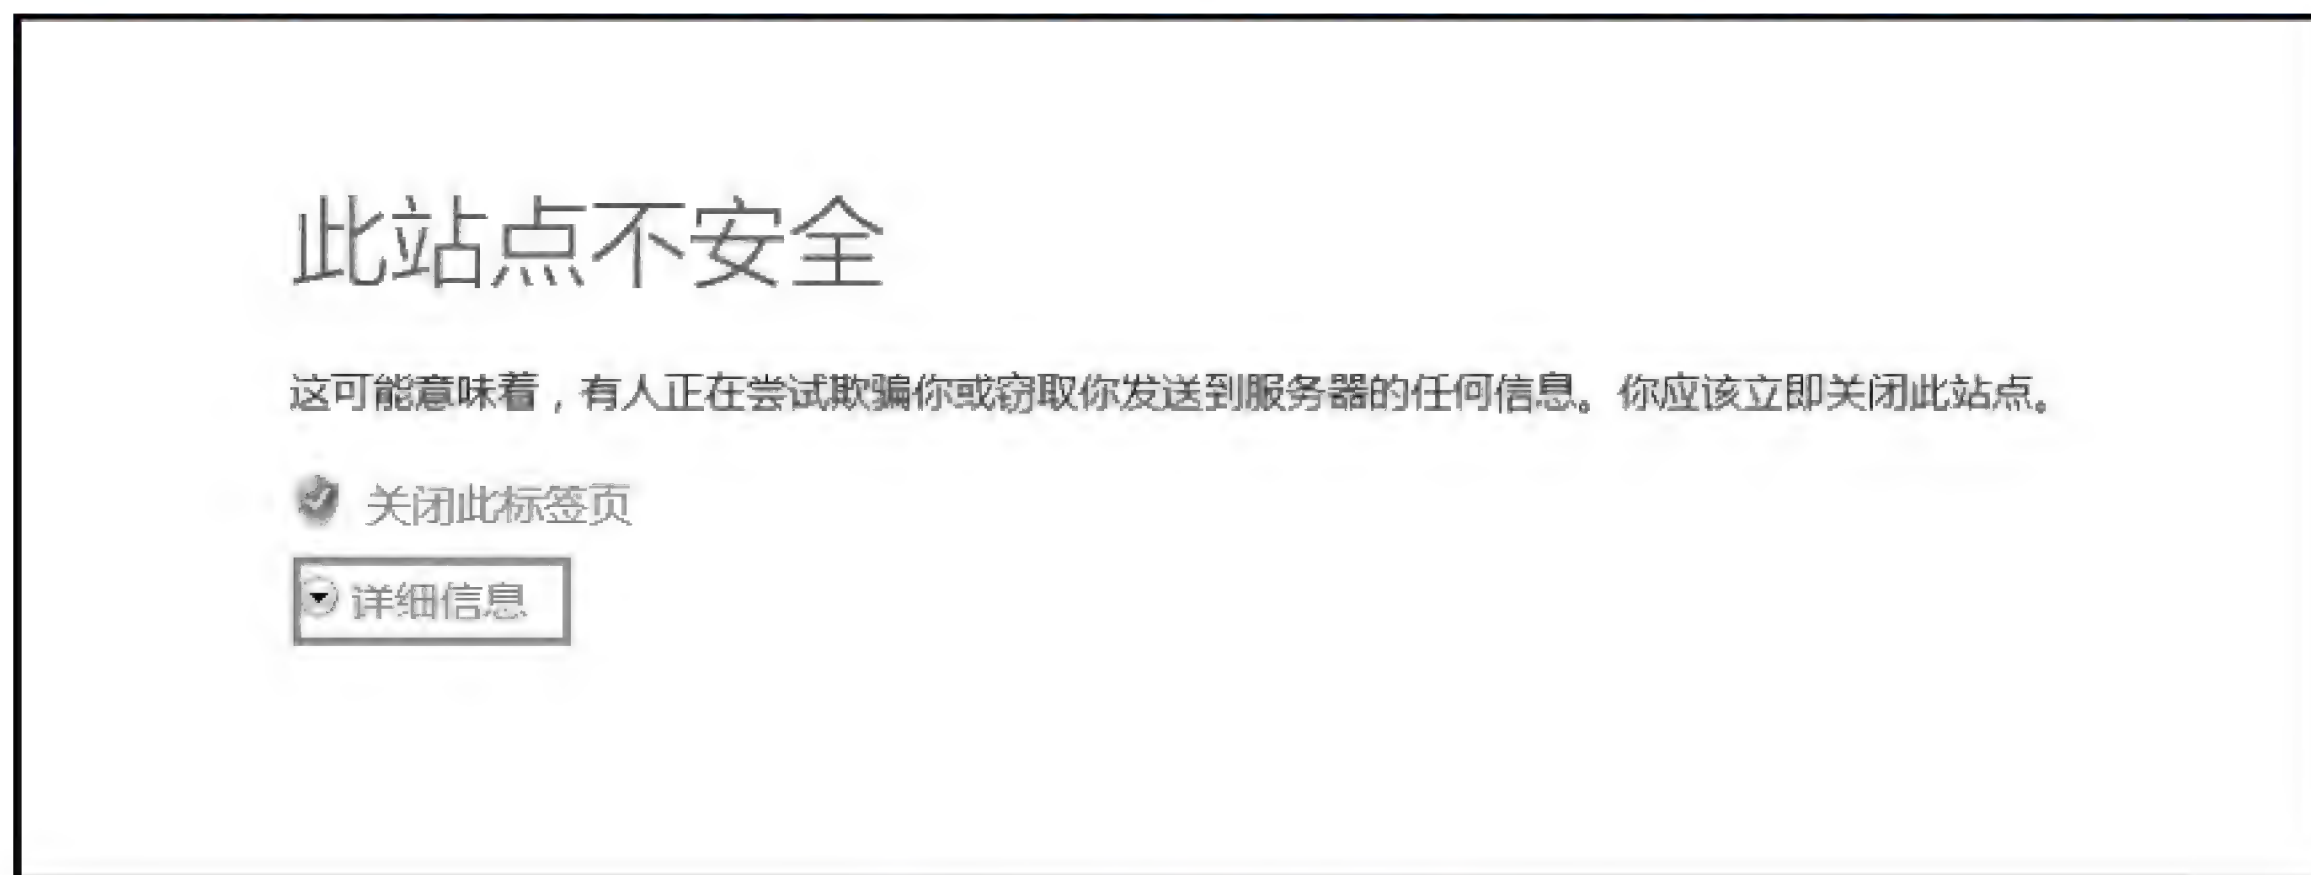 此站点不安全
这可能意味着，有人正在尝试欺骗你或窃取你发送到服务器的任何信息。你应该立即关闭此站点。
关闭此标签页
详细信息